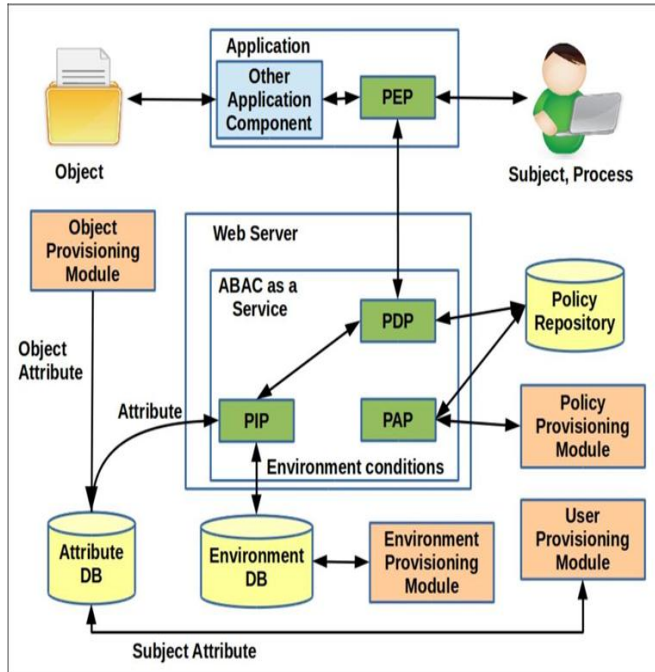 Application
Other
Application
Component
PEP
Object
Subject, Process
Object
Provisioning
Module
Web Server
ABAC as a
Service
PDP
Policy
Repository
Object
Attribute
Attribute
PIP
PAP
Policy
Provisioning
Module
Environment conditions
Attribute
DB
Environment
DB
Environment
Provisioning
Module
User
Provisioning
Module
Subject Attribute